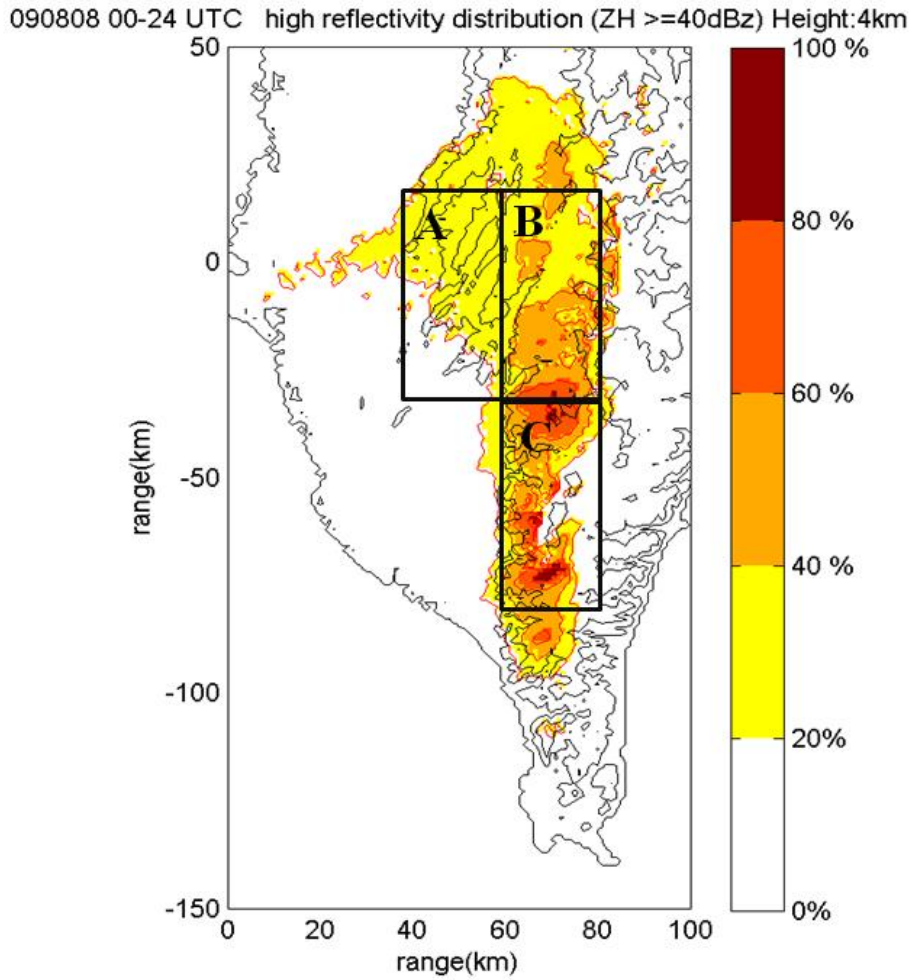 090808 00-24 UTC high reflectivity distribution (ZH >=40dBz) Height:4km
50
0
-50
-100
-150
range(km)
0 20 40 60 80 100
range(km)
A
B
C
100 %
80 %
60 %
40 %
20%
0%